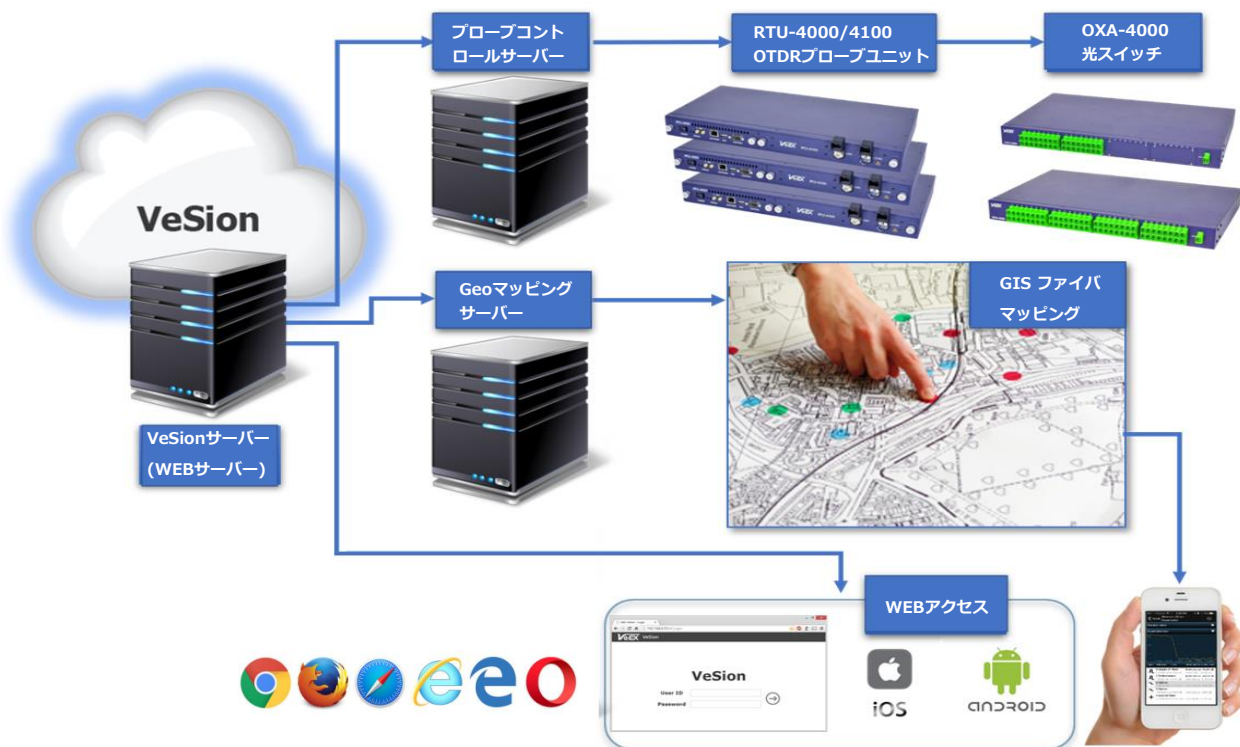 プローブコント
ロールサーバー
RTU-4000/4100
OTDRプローブユニット
OXA-4000
光スイッチ
VeSion
Geoマッピング
サーバー
GIS ファイバ
マッピング
VeSionサーバー
(WEBサーバー)
WEBアクセス
VeEX VeSion
VeSion
User ID
Password
iOS
android